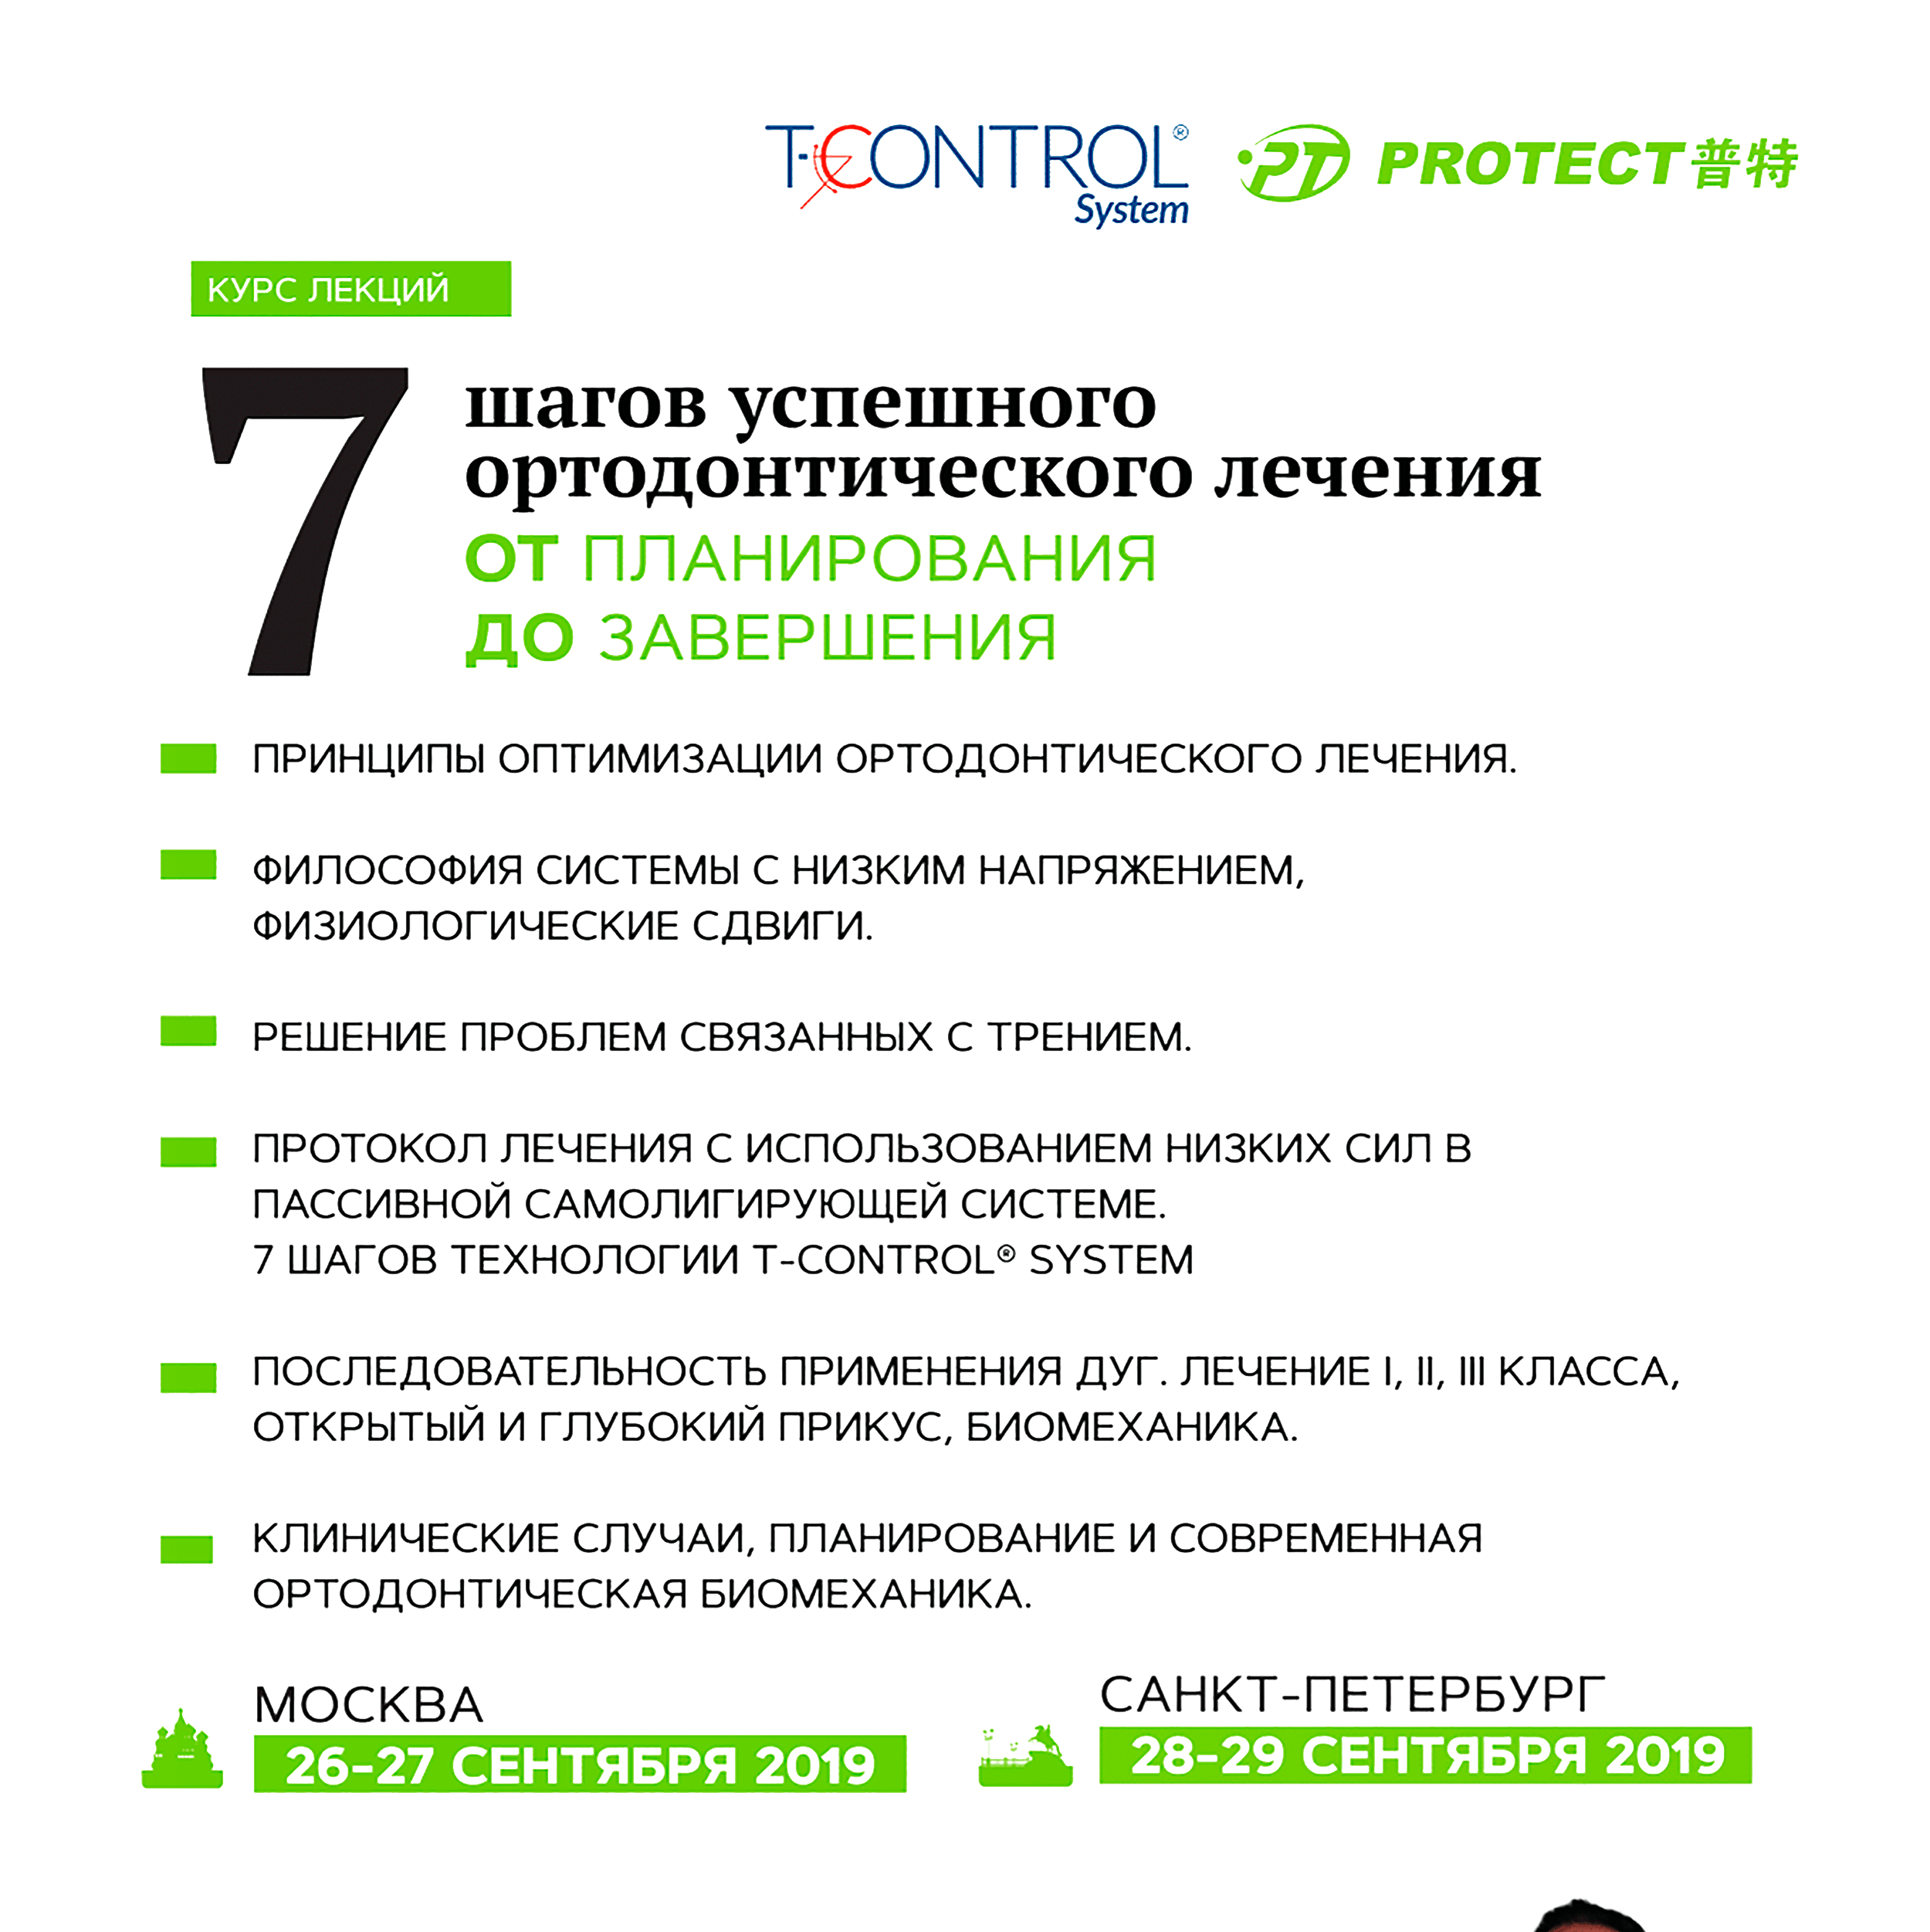 T-CONTROL®
System
PT PROTECT普特
КУРС ЛЕКЦИЙ
7
шагов успешного
ортодонтического лечения
ОТ ПЛАНИРОВАНИЯ
ДО ЗАВЕРШЕНИЯ
ПРИНЦИПЫ ОПТИМИЗАЦИИ ОРТОДОНТИЧЕСКОГО ЛЕЧЕНИЯ.
ФИЛОСОФИЯ СИСТЕМЫ С НИЗКИМ НАПРЯЖЕНИЕМ,
ФИЗИОЛОГИЧЕСКИЕ СДВИГИ.
РЕШЕНИЕ ПРОБЛЕМ СВЯЗАННЫХ С ТРЕНИЕМ.
ПРОТОКОЛ ЛЕЧЕНИЯ С ИСПОЛЬЗОВАНИЕМ НИЗКИХ СИЛ В
ПАССИВНОЙ САМОЛИГИРУЮЩЕЙ СИСТЕМЕ.
7 ШАГОВ ТЕХНОЛОГИИ T-CONTROL® SYSTEM
ПОСЛЕДОВАТЕЛЬНОСТЬ ПРИМЕНЕНИЯ ДУГ. ЛЕЧЕНИЕ I, II, III КЛАССА,
ОТКРЫТЫЙ И ГЛУБОКИЙ ПРИКУС, БИОМЕХАНИКА.
КЛИНИЧЕСКИЕ СЛУЧАИ, ПЛАНИРОВАНИЕ И СОВРЕМЕННАЯ
ОРТОДОНТИЧЕСКАЯ БИОМЕХАНИКА.
МОСКВА
26-27 СЕНТЯБРЯ 2019
САНКТ-ПЕТЕРБУРГ
28-29 СЕНТЯБРЯ 2019